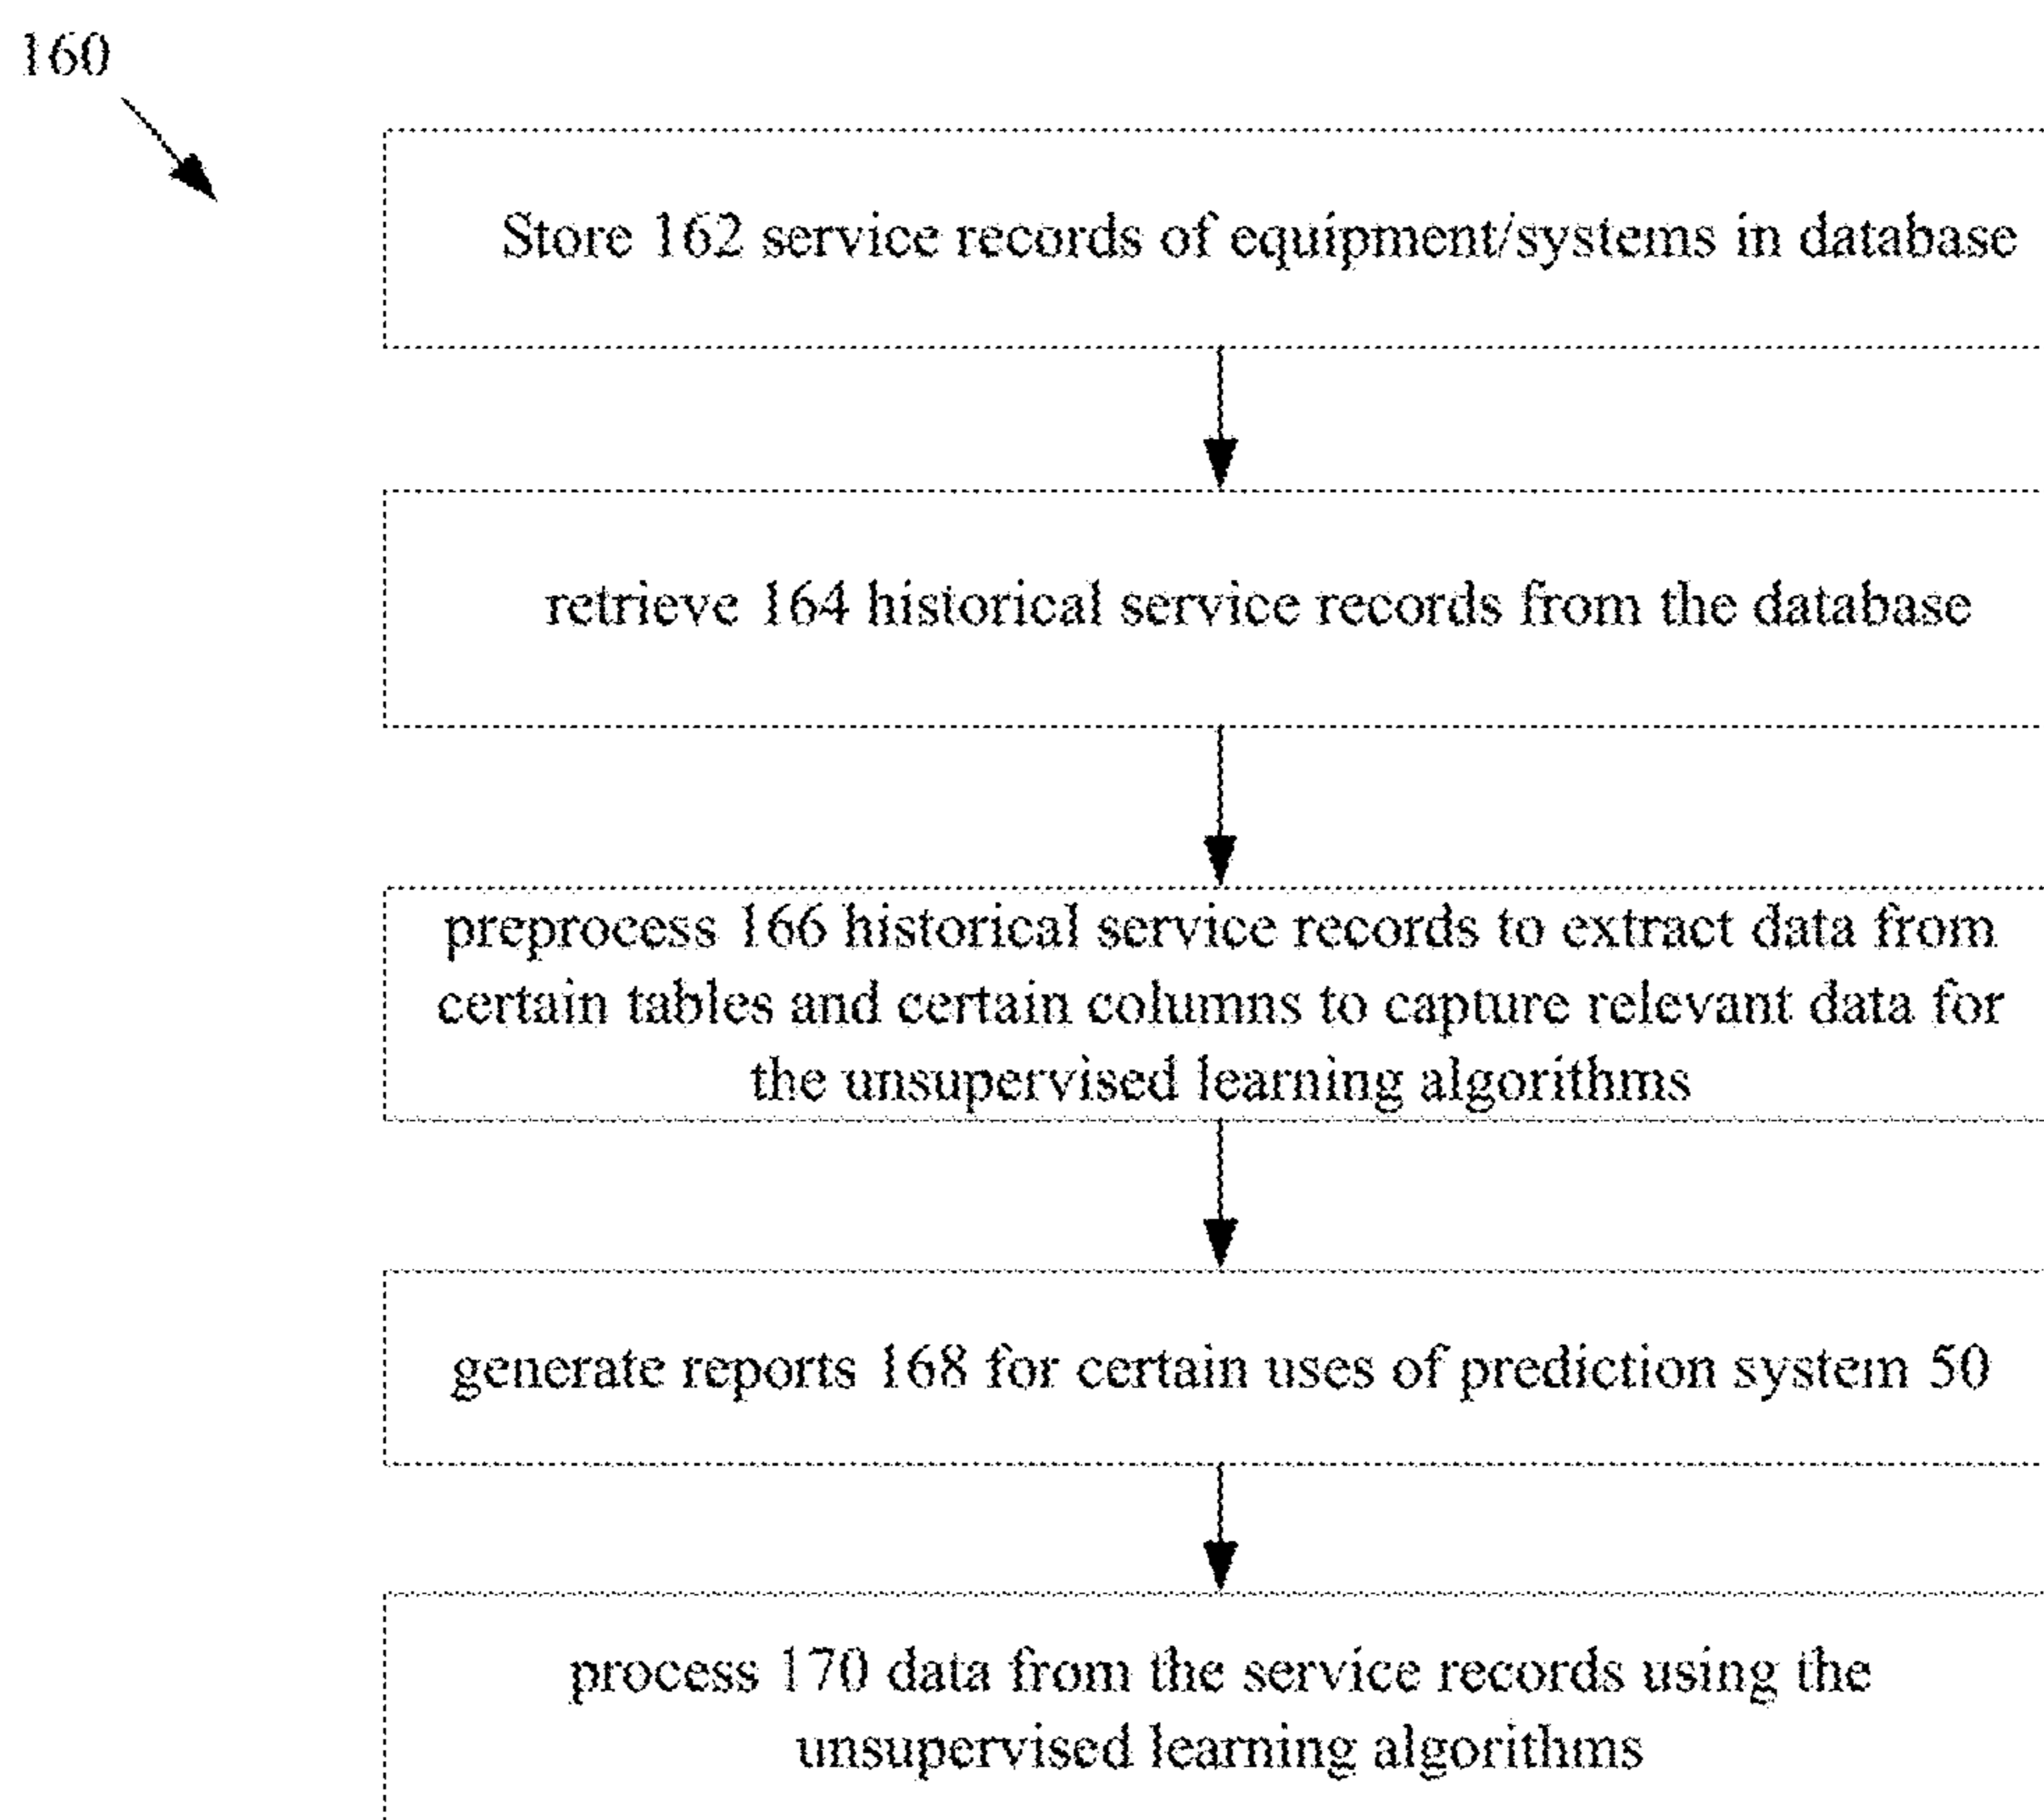 160
Store 162 service records of equipment/systems in database
retrieve 164 historical service records from the database
preprocess 166 historical service records to extract data from
certain tables and certain columns to capture relevant data for
the unsupervised learning algorithms
generate reports 168 for certain uses of prediction system 50
process 170 data from the service records using the
unsupervised learning algorithms